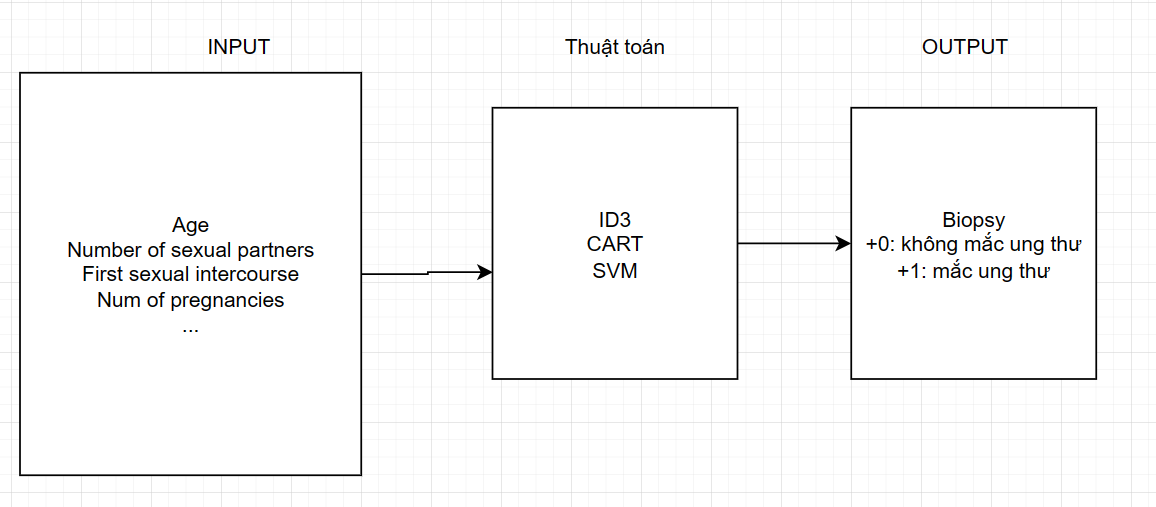 INPUT
Thuật toán
OUTPUT
Age
Number of sexual partners
First sexual intercourse
Num of pregnancies
...
ID3
CART
SVM
Biopsy
+0: không mắc ung thư
+1: mắc ung thư